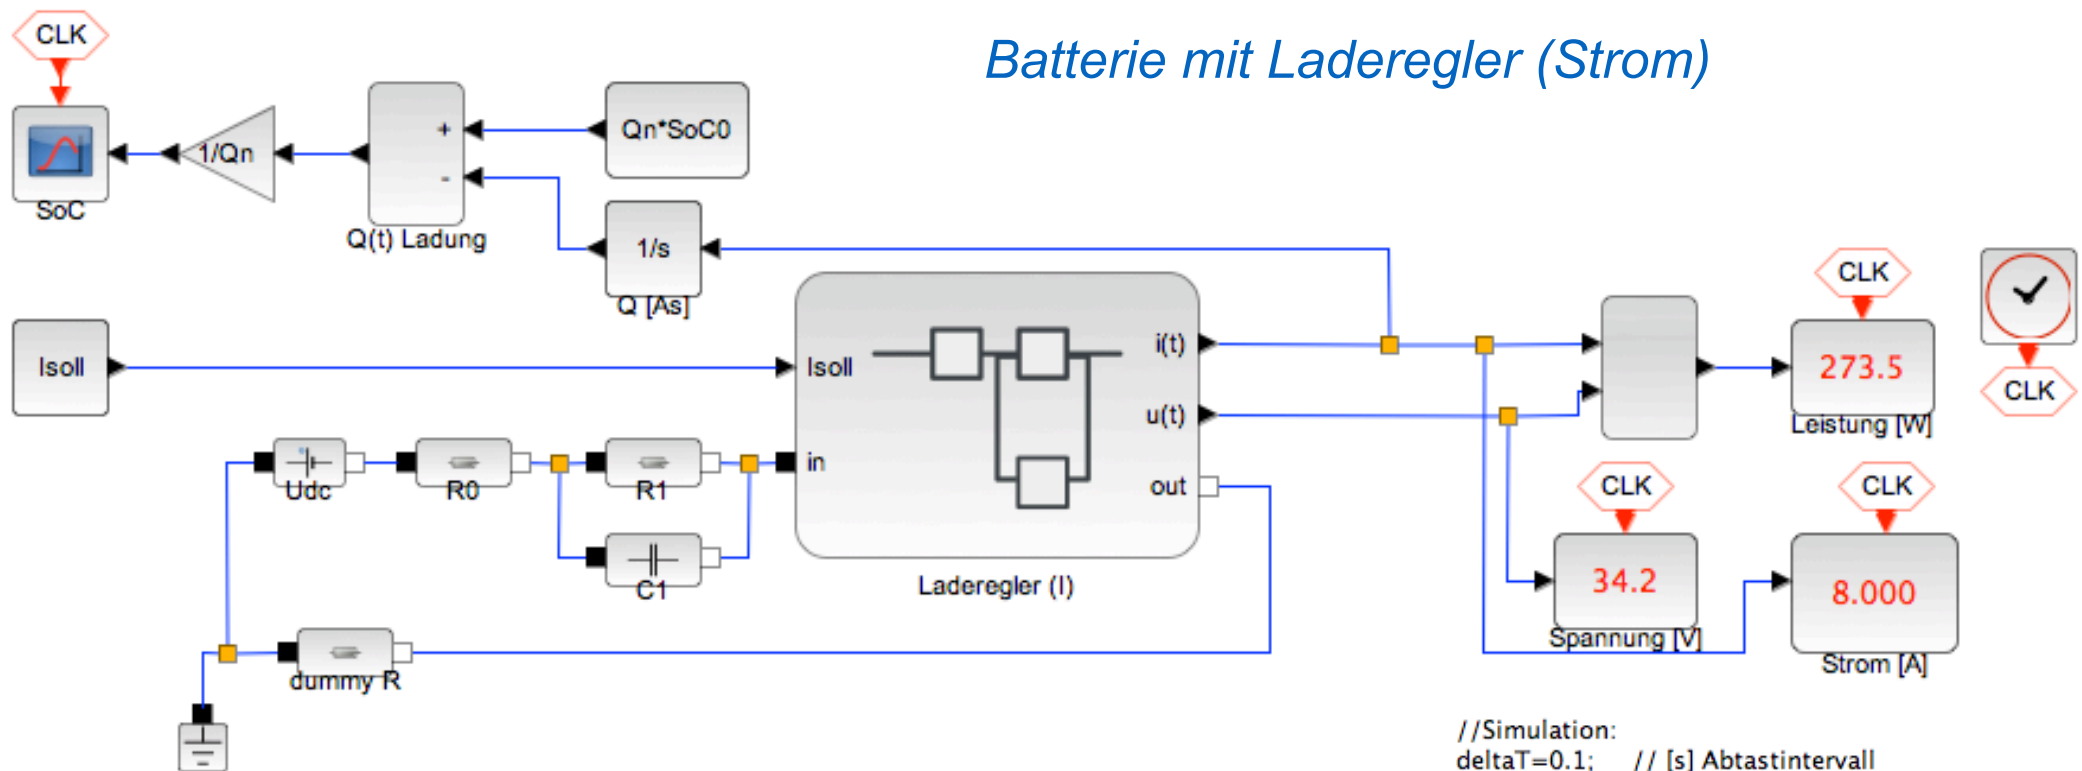 Batterie mit Laderegler (Strom)
CLK
SoC
1/Qn
+
-
Q(t) Ladung
Qn*SoC0
1/s
Q [As]
Isoll
Isoll
in
i(t)
u(t)
out
Laderegler (I)
Udc
R0
R1
C1
dummy R
CLK
273.5
Leistung [W]
CLK
CLK
34.2
Spannung [V]
CLK
8.000
Strom [A]
//Simulation:
deltaT=0.1; // [s] Abtastintervall